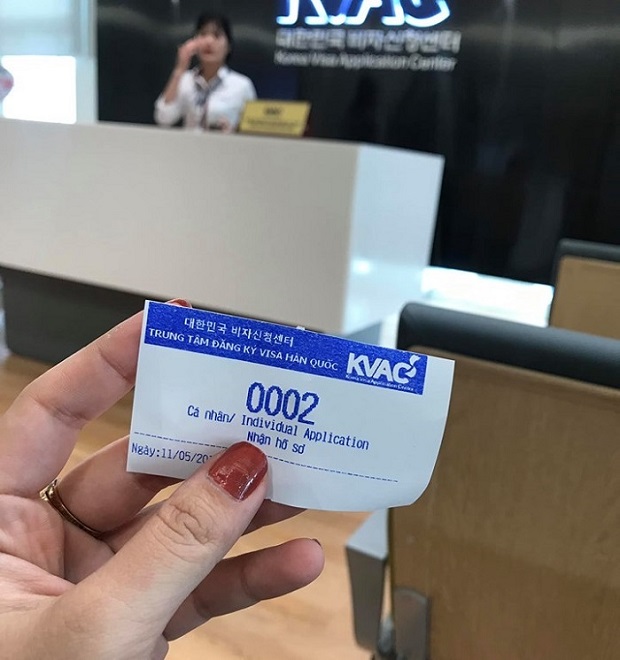 KVAC
대한민국 비자신청센터
Korea Visa Application Center
대한민국 비자신청센터
TRUNG TÂM ĐĂNG KÝ VISA HÀN QUỐC
KVAC
Korea Visa Application Center
0002
Cá nhân/ Individual Application
Nhận hồ sơ
Ngày:11/05/20